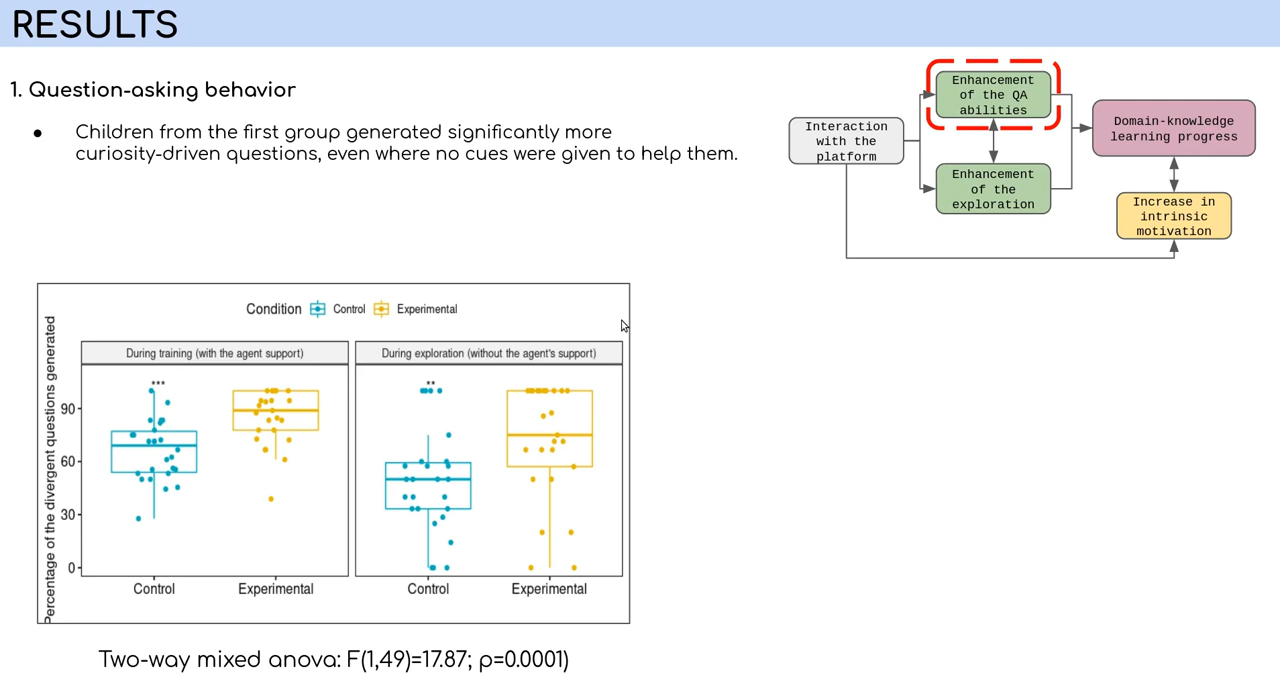 RESULTS
1. Question-asking behavior
● Children from the first group generated significantly more
curiosity-driven questions, even where no cues were given to help them.
Interaction
with the
platform
Enhancement
of the QA
abilities
Enhancement
of the
exploration
Domain-knowledge
learning progress
Increase in
intrinsic
motivation
Condition Control Experimental
During training (with the agent support)
During exploration (without the agent's support)
Percentage of the divergent questions generated
90
60
30
0
***
**
Control
Experimental
Control
Experimental
Two-way mixed anova: F(1,49)=17.87; ρ=0.0001)